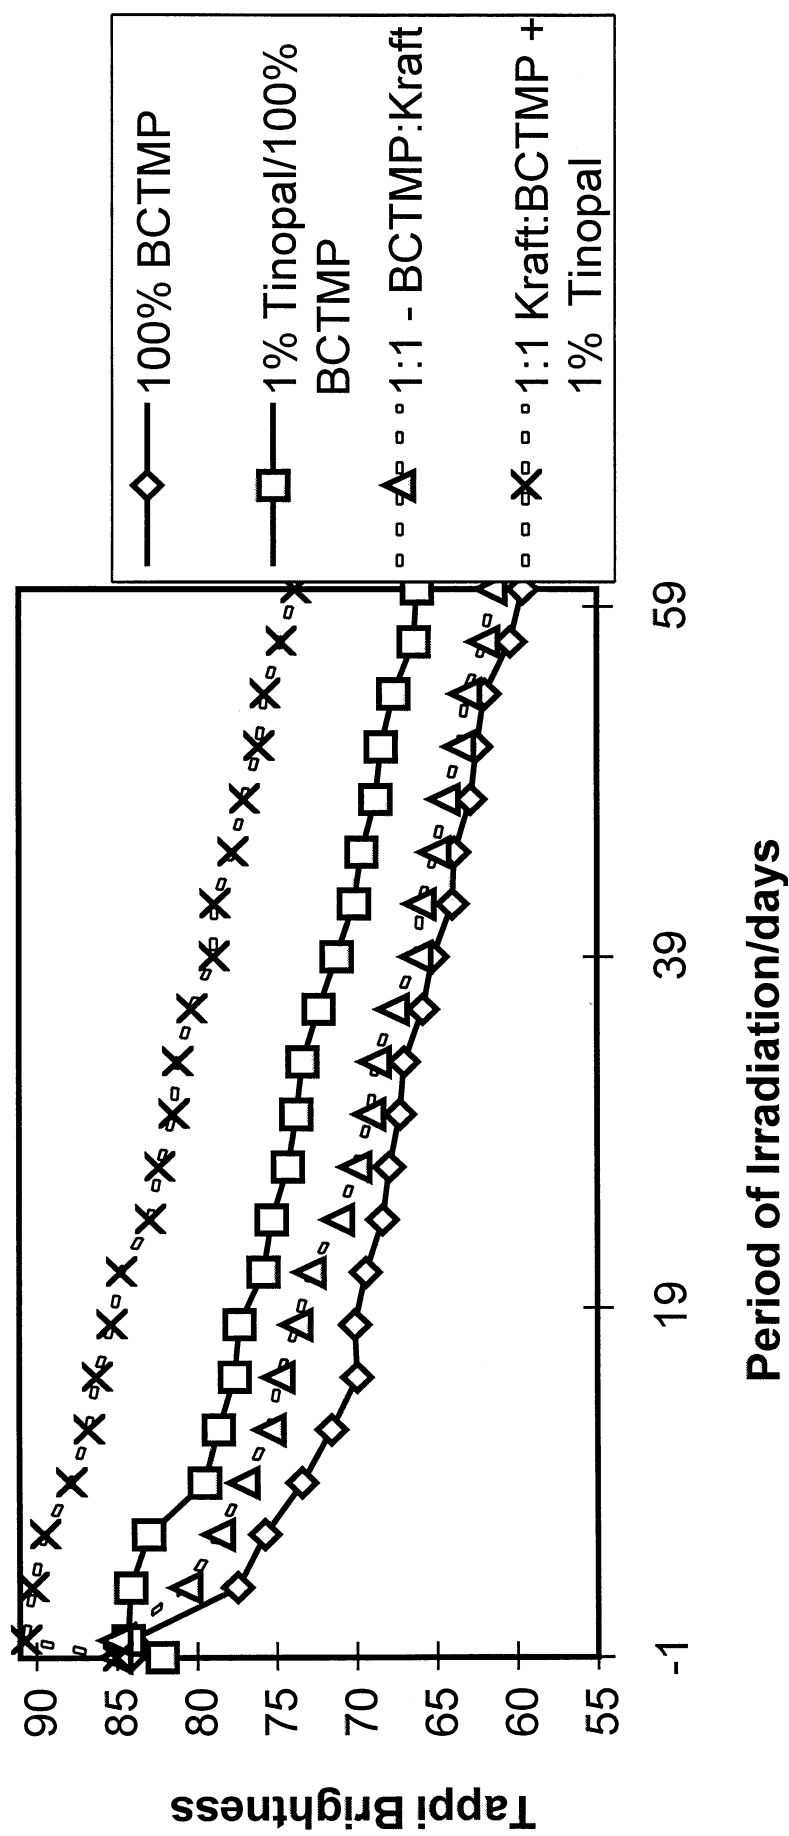 Tappi Brightness
90
85
80
75
70
65
60
55
-1
19
39
59
Period of Irradiation/days
100% BCTMP
1% Tinopal/100%
BCTMP
1:1 - BCTMP:Kraft
1:1 Kraft:BCTMP +
1% Tinopal